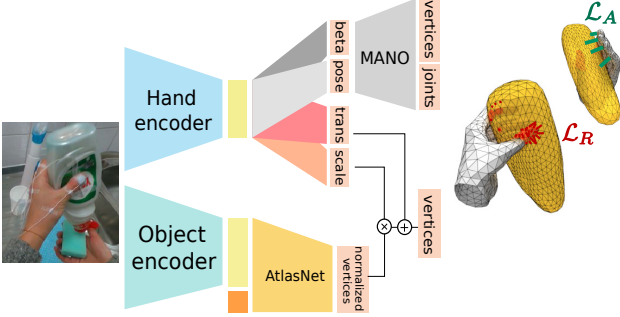 Hand
encoder
beta
pose
MANO
vertices
joints
trans
scale
Object
encoder
AtlasNet
normalized
vertices
×
+
vertices
ℒ_A
ℒ_R